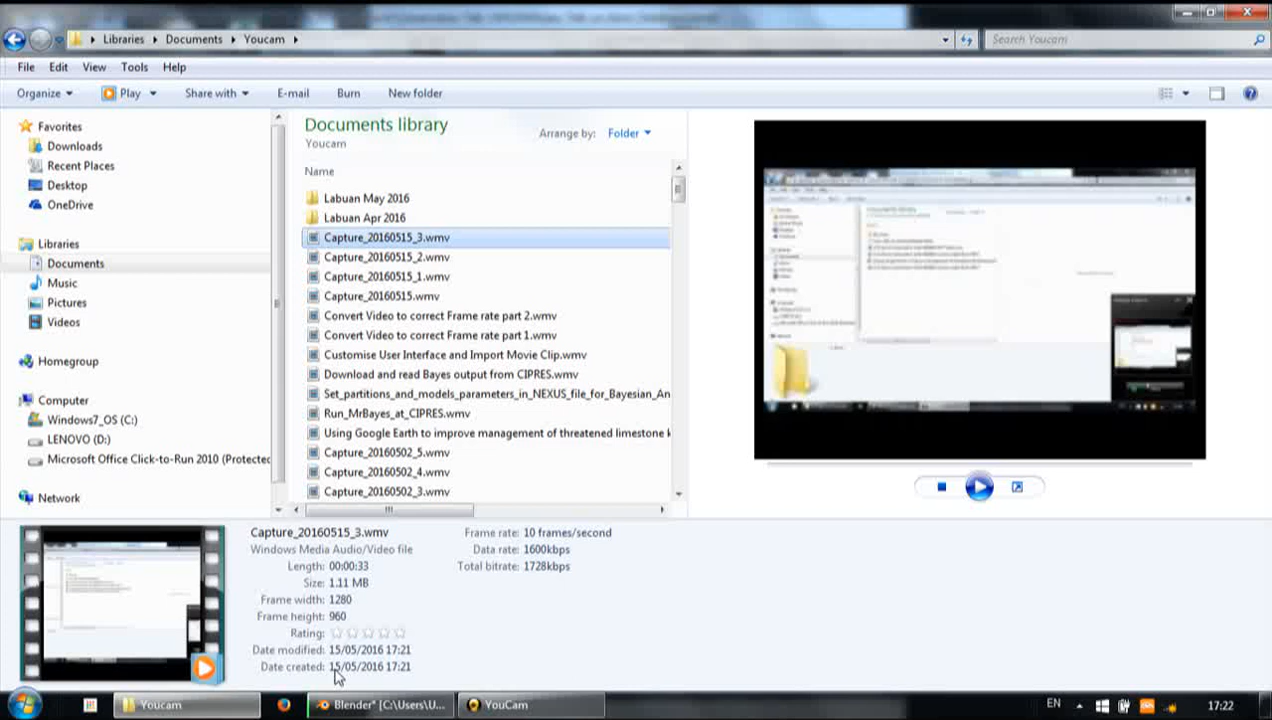 Libraries Documents Youcam
Search Youcam
File Edit View Tools Help
Organize Play Share with E-mail Burn New folder
Favorites
Downloads
Recent Places
Desktop
OneDrive
Libraries
Documents
Music
Pictures
Videos
Homegroup
Computer
Windows7_OS (C:)
LENOVO (D:)
Microsoft Office Click-to-Run 2010 (Protected
Network
Documents library
Youcam
Arrange by: Folder
Name
Labuan May 2016
Labuan Apr 2016
Capture_20160515_3.wmv
Capture_20160515_2.wmv
Capture_20160515_1.wmv
Capture_20160515.wmv
Convert Video to correct Frame rate part 2.wmv
Convert Video to correct Frame rate part 1.wmv
Customise User Interface and Import Movie Clip.wmv
Download and read Bayes output from CIPRES.wmv
Set_partitions_and_models_parameters_in_NEXUS_file_for_Bayesian_An
Run_MrBayes_at_CIPRES.wmv
Using Google Earth to improve management of threatened limestone k
Capture_20160502_5.wmv
Capture_20160502_4.wmv
Capture_20160502_3.wmv
Capture_20160515_3.wmv
Windows Media Audio/Video file
Length: 00:00:33
Size: 1.11 MB
Frame width: 1280
Frame height: 960
Rating:
Date modified: 15/05/2016 17:21
Date created: 15/05/2016 17:21
Frame rate: 10 frames/second
Data rate: 1600kbps
Total bitrate: 1728kbps
Youcam
Blender* [C:\Users\U...
YouCam
EN
17:22